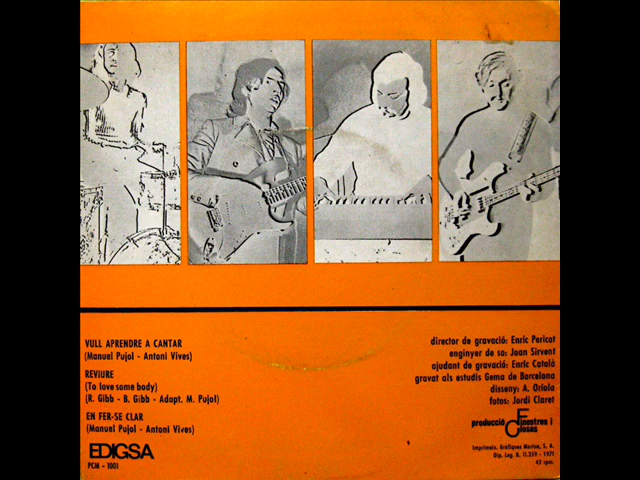 VULL APRENDRE A CANTAR
(Manuel Pujol - Antoni Vives)
REVIURE
(To love some body)
(R. Gibb - B. Gibb - Adapt. M. Pujol)
EN FER-SE CLAR
(Manuel Pujol - Antoni Vives)
EDIGSA
PCM - 1001
director de gravació: Enric Pericot
enginyer de so: Joan Sirvent
ajudant de gravació: Enric Català
gravat als estudis Gema de Barcelona
disseny: A. Oriola
fotos: Jordi Claret
producció Finestres i
Closas
Imprimeix. Gràfiques Marina, S. A.
Dip. Leg. B. 11.259 - 1971
45 rpm.